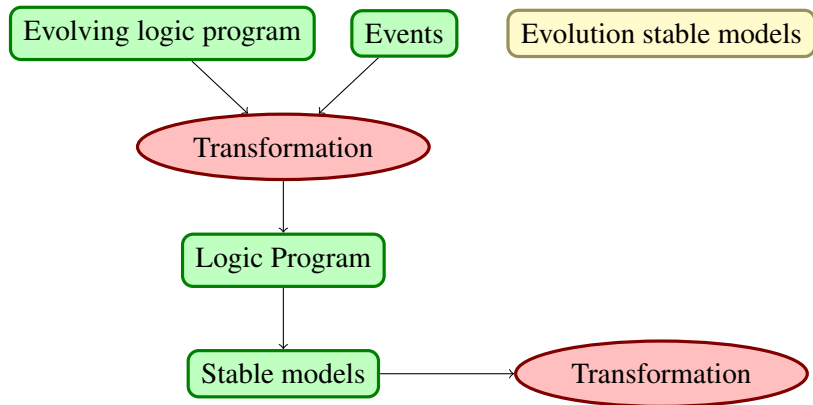 Evolving logic program
Events
Evolution stable models
Transformation
Logic Program
Stable models
Transformation